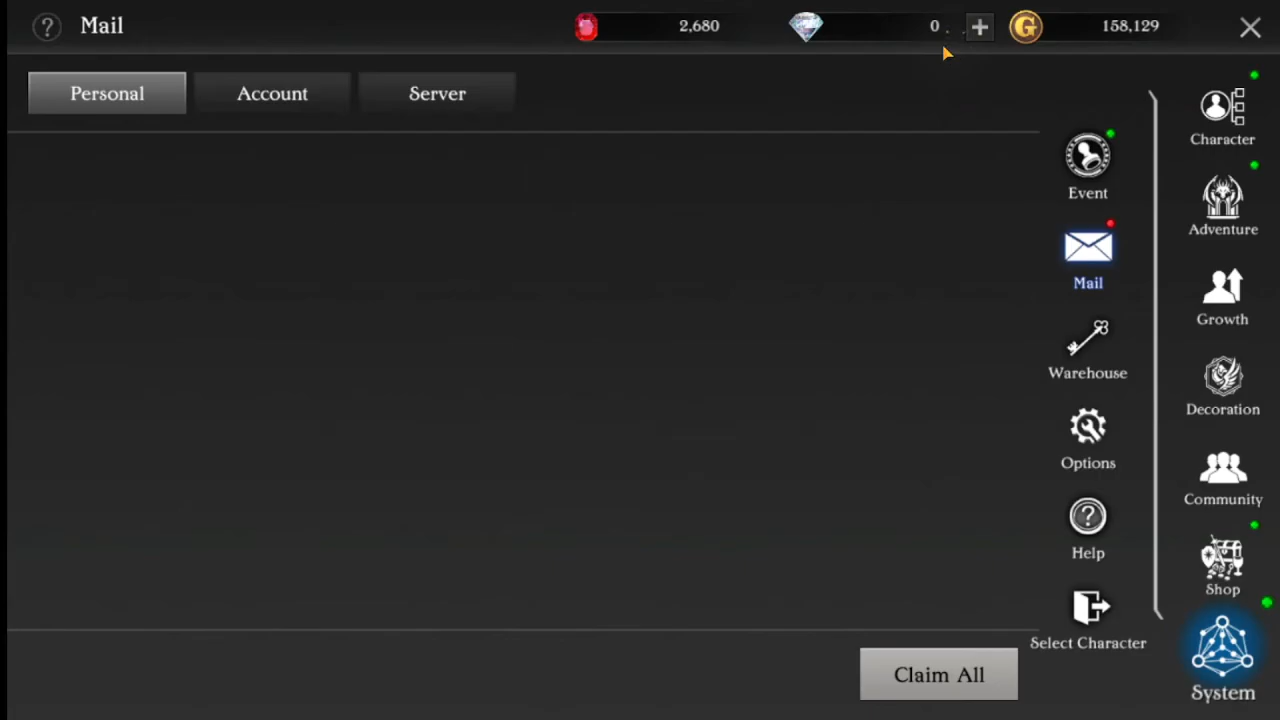 ? Mail 2,680 0 G 158,129
Personal Account Server
Character
Event
Adventure
Mail
Growth
Warehouse
Decoration
Options
Community
? Help
Shop
Select Character
Claim All
System